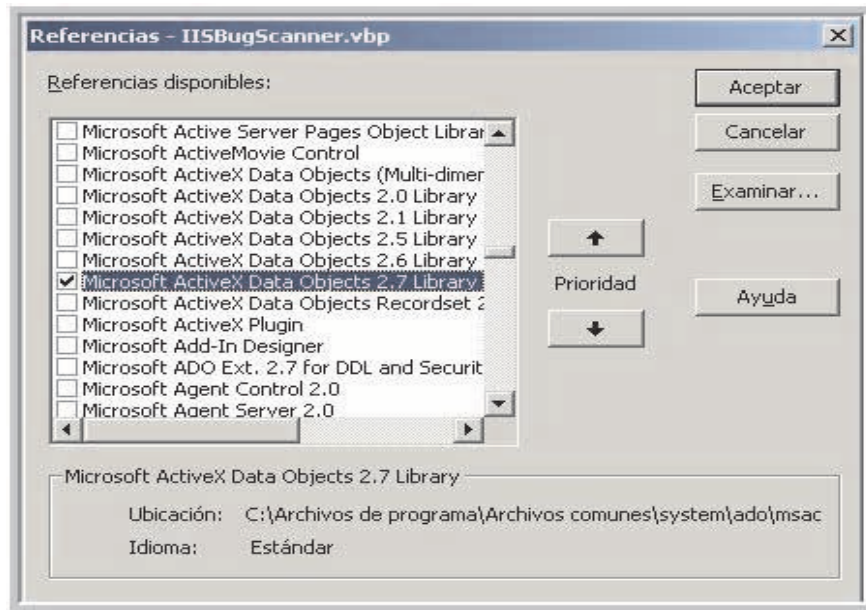 Referencias - IISBugScanner.vbp
Referencias disponibles:
Microsoft Active Server Pages Object Librar
Microsoft ActiveMovie Control
Microsoft ActiveX Data Objects (Multi-dimer
Microsoft ActiveX Data Objects 2.0 Library
Microsoft ActiveX Data Objects 2.1 Library
Microsoft ActiveX Data Objects 2.5 Library
Microsoft ActiveX Data Objects 2.6 Library
Microsoft ActiveX Data Objects 2.7 Library
Microsoft ActiveX Data Objects Recordset 2
Microsoft ActiveX Plugin
Microsoft Add-In Designer
Microsoft ADO Ext. 2.7 for DDL and Securit
Microsoft Agent Control 2.0
Microsoft Agent Server 2.0
Prioridad
Aceptar
Cancelar
Examinar...
Ayuda
Microsoft ActiveX Data Objects 2.7 Library
Ubicación: C:\Archivos de programa\Archivos comunes\system\ado\msac
Idioma: Estándar